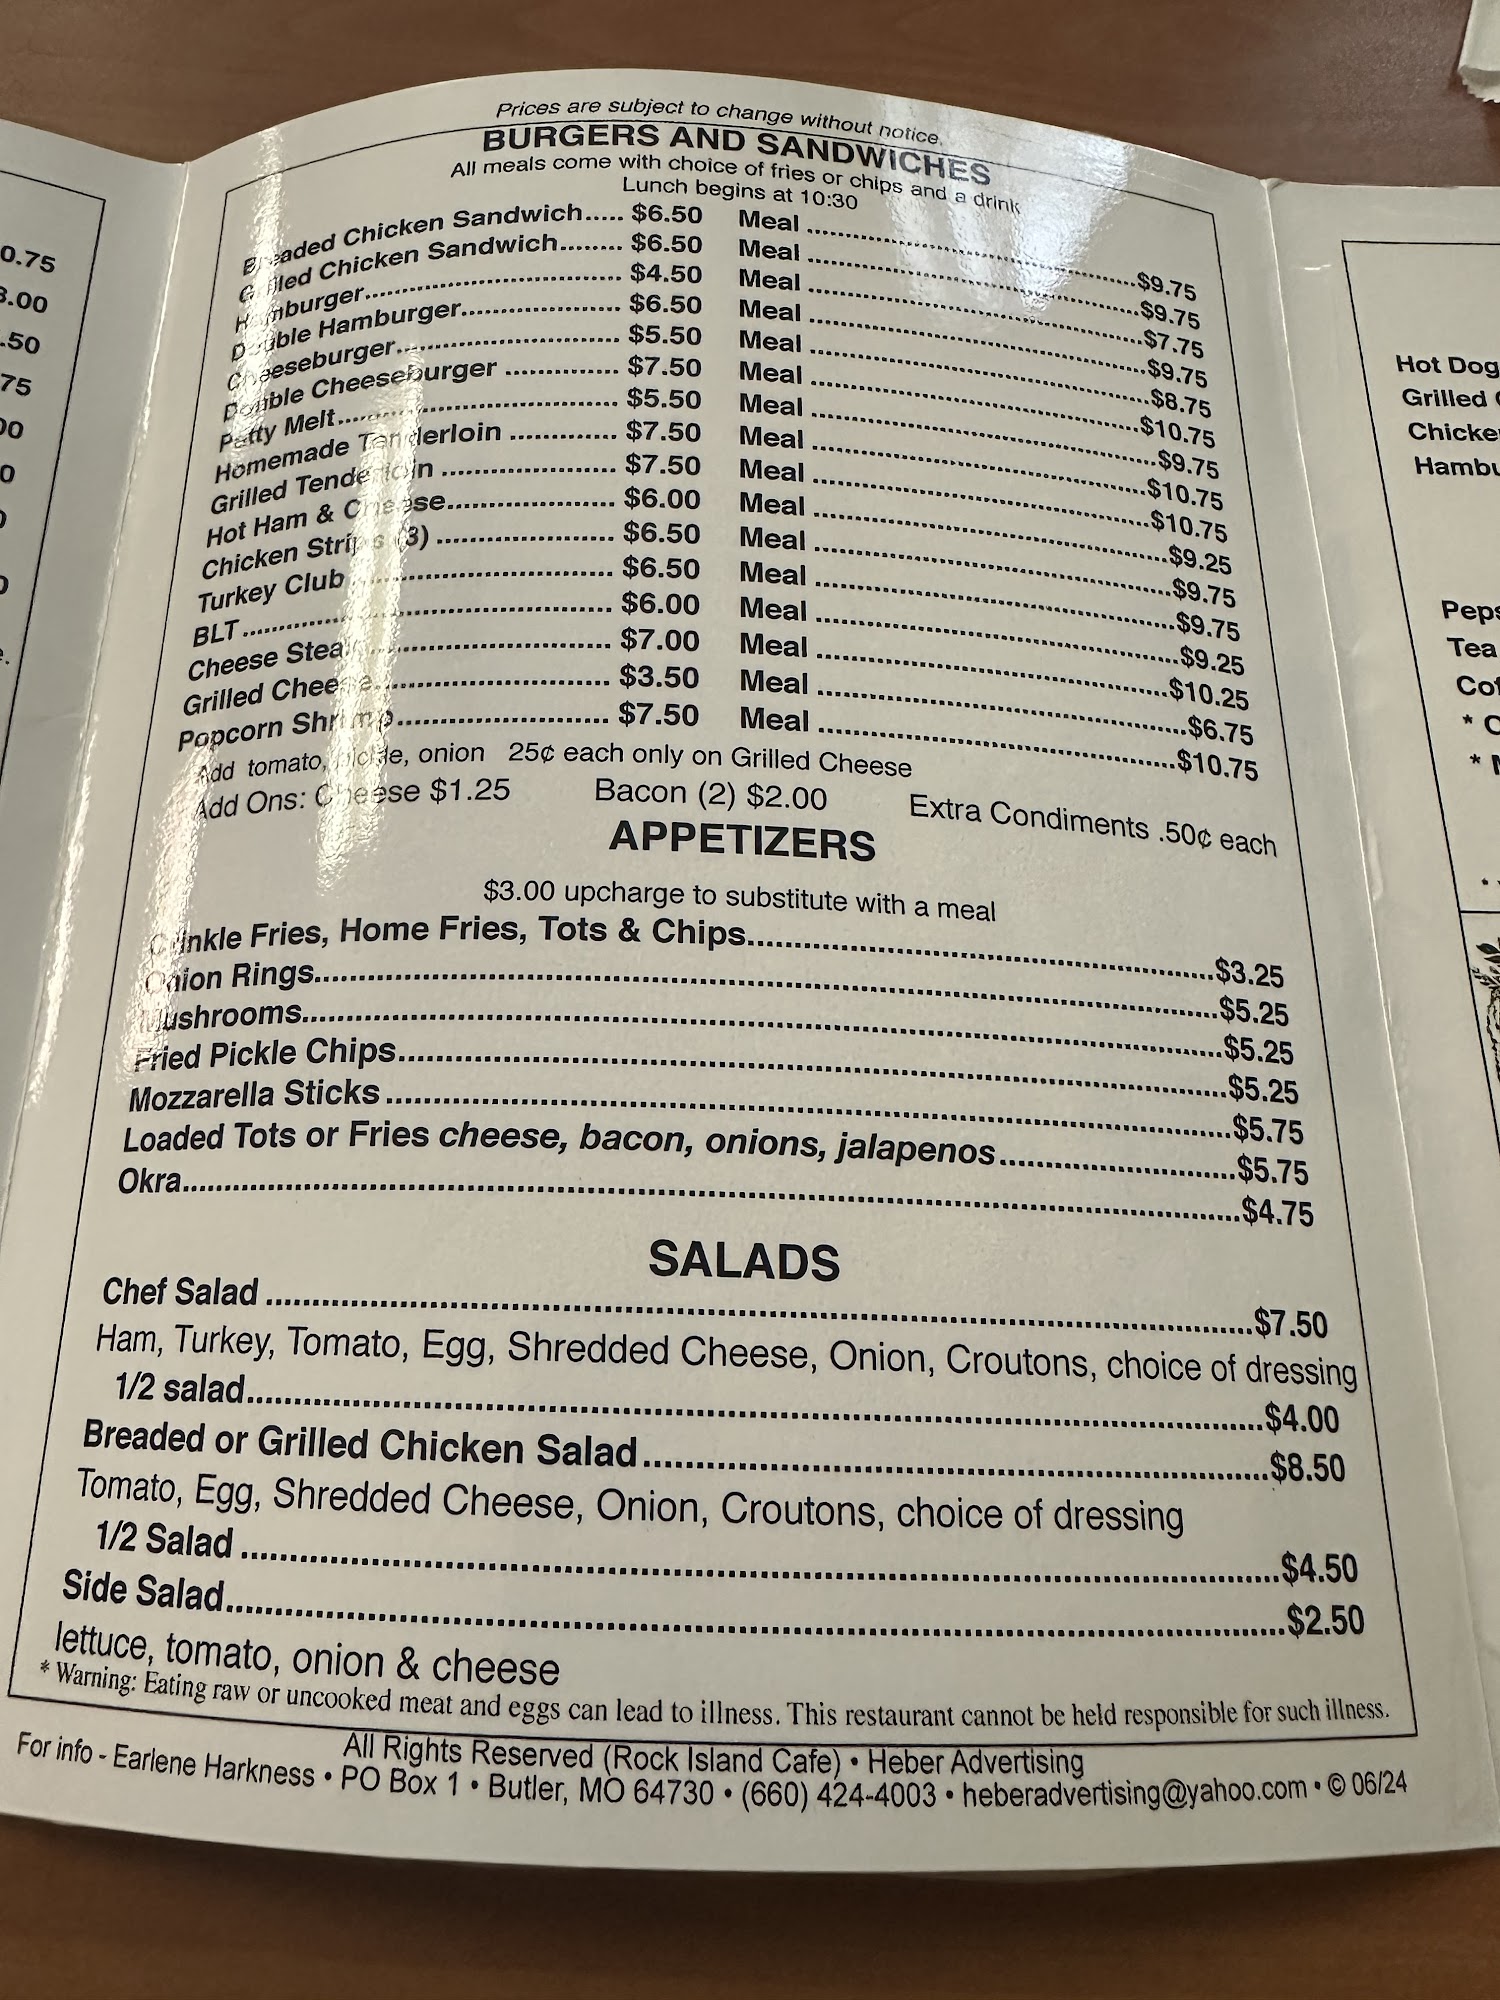 Prices are subject to change without notice.
BURGERS AND SANDWICHES
All meals come with choice of fries or chips and a drink
Lunch begins at 10:30
Breaded Chicken Sandwich..... $6.50 Meal ........................$9.75
Grilled Chicken Sandwich........ $6.50 Meal ........................$9.75
Hamburger................................ $4.50 Meal ........................$7.75
Double Hamburger.................... $6.50 Meal ........................$9.75
Cheeseburger............................ $5.50 Meal ........................$8.75
Double Cheeseburger .............. $7.50 Meal ........................$10.75
Patty Melt................................... $5.50 Meal ........................$9.75
Homemade Tenderloin ............. $7.50 Meal ........................$10.75
Grilled Tenderloin ..................... $7.50 Meal ........................$10.75
Hot Ham & Cheese.................... $6.00 Meal ........................$9.25
Chicken Strips (3) ..................... $6.50 Meal ........................$9.75
Turkey Club ............................... $6.50 Meal ........................$9.75
BLT ............................................. $6.00 Meal ........................$9.25
Cheese Steak............................. $7.00 Meal ........................$10.25
Grilled Cheese........................... $3.50 Meal ........................$6.75
Popcorn Shrimp......................... $7.50 Meal ........................$10.75
Add tomato, pickle, onion 25¢ each only on Grilled Cheese
Add Ons: Cheese $1.25 Bacon (2) $2.00 Extra Condiments .50¢ each
APPETIZERS
$3.00 upcharge to substitute with a meal
Crinkle Fries, Home Fries, Tots & Chips........................$3.25
Onion Rings........................$5.25
Mushrooms........................$5.25
Fried Pickle Chips........................$5.25
Mozzarella Sticks ........................$5.75
Loaded Tots or Fries cheese, bacon, onions, jalapenos........................$5.75
Okra........................$4.75
SALADS
Chef Salad ........................$7.50
Ham, Turkey, Tomato, Egg, Shredded Cheese, Onion, Croutons, choice of dressing
1/2 salad........................$4.00
Breaded or Grilled Chicken Salad........................$8.50
Tomato, Egg, Shredded Cheese, Onion, Croutons, choice of dressing
1/2 Salad ........................$4.50
Side Salad........................$2.50
lettuce, tomato, onion & cheese
* Warning: Eating raw or uncooked meat and eggs can lead to illness. This restaurant cannot be held responsible for such illness.
All Rights Reserved (Rock Island Cafe) • Heber Advertising
For info - Earlene Harkness • PO Box 1 • Butler, MO 64730 • (660) 424-4003 • heberadvertising@yahoo.com • © 06/24
Hot Dog
Grilled
Tea